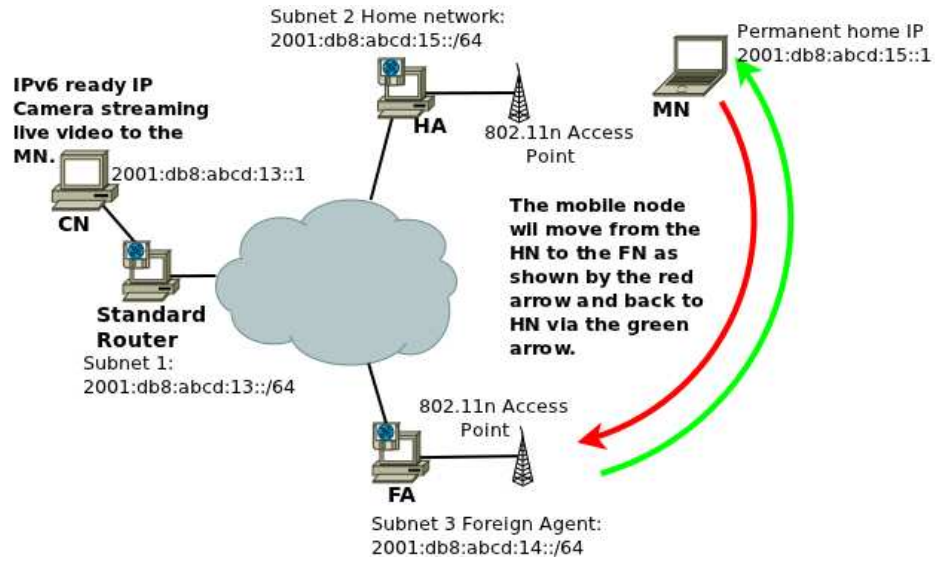 Subnet 2 Home network:
2001:db8:abcd:15::/64
Permanent home IP
2001:db8:abcd:15::1
MN
HA
802.11n Access
Point
IPv6 ready IP
Camera streaming
live video to the
MN.
2001:db8:abcd:13::1
CN
Standard
Router
Subnet 1:
2001:db8:abcd:13::/64
The mobile node
wil move from the
HN to the FN as
shown by the red
arrow and back to
HN via the green
arrow.
802.11n Access
Point
FA
Subnet 3 Foreign Agent:
2001:db8:abcd:14::/64